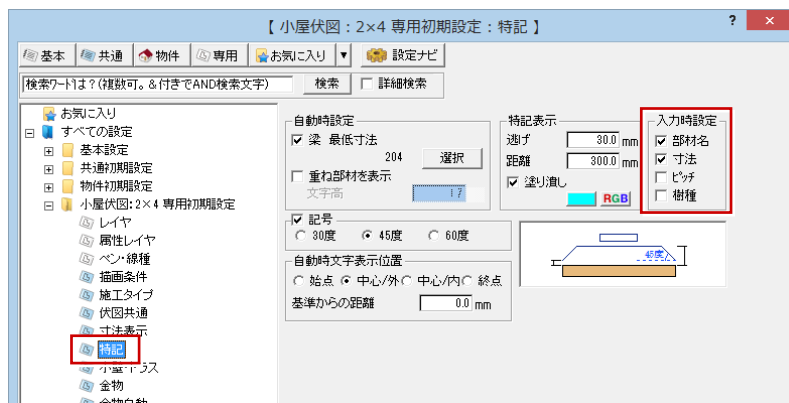 【 小屋伏図：2×4 専用初期設定：特記 】
? ×
基本 共通 物件 専用 お気に入り ▼ 設定ナビ
検索ワードは？(複数可。&付きでAND検索文字) 検索 詳細検索
お気に入り
すべての設定
基本設定
共通初期設定
物件初期設定
小屋伏図:2×4 専用初期設定
レイヤ
属性レイヤ
ペン・線種
描画条件
施工タイプ
伏図共通
寸法表示
特記
小屋・トラス
金物
金物自動
自動時設定
梁 最低寸法
204 選択
重ね部材を表示
文字高 17
特記表示
逃げ 30.0 mm
距離 300.0 mm
塗り潰し
RGB
入力時設定
部材名
寸法
ピッチ
樹種
記号
30度 45度 60度
自動時文字表示位置
始点 中心/外 中心/内 終点
基準からの距離 0.0 mm
45度